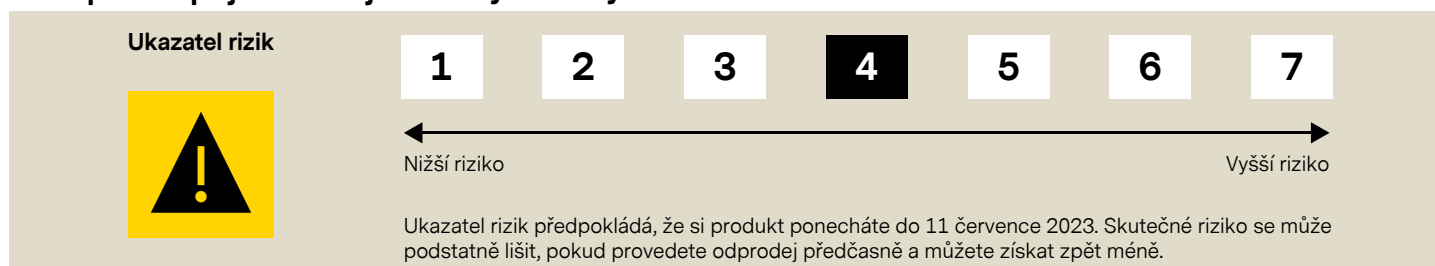 Ukazatel rizik
1 2 3 4 5 6 7
Nižší riziko
Vyšší riziko
Ukazatel rizik předpokládá, že si produkt ponecháte do 11 července 2023. Skutečné riziko se může
podstatně lišit, pokud provedete odprodej předčasně a můžete získat zpět méně.